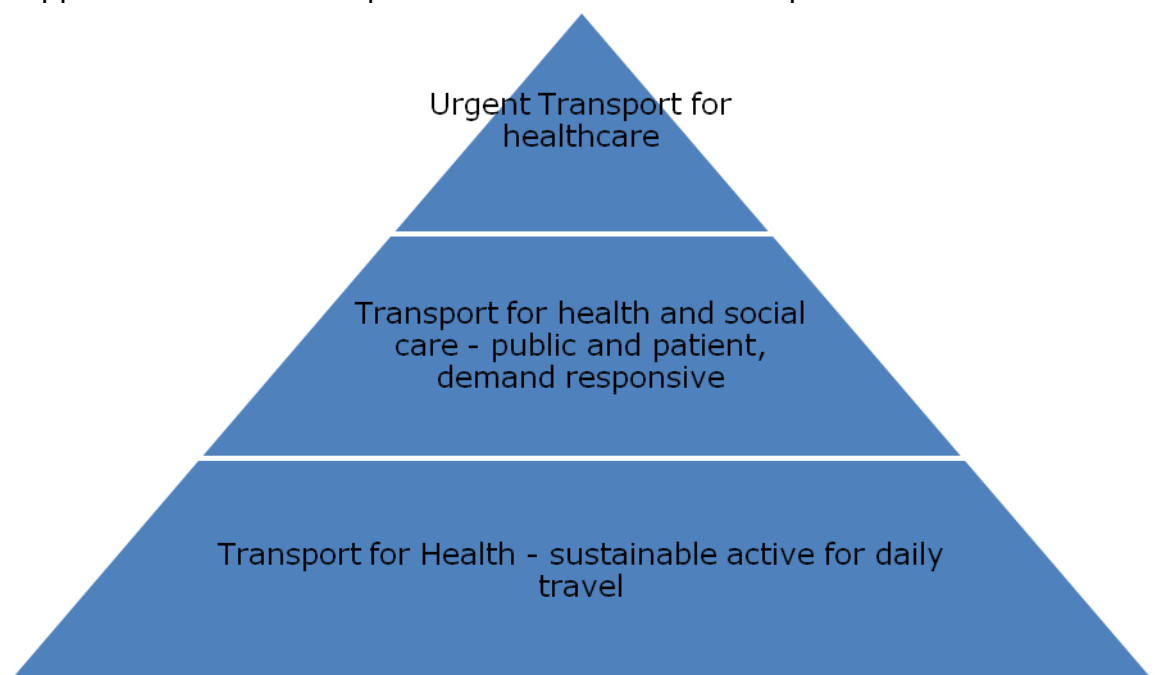 Urgent Transport for
healthcare
Transport for health and social
care - public and patient,
demand responsive
Transport for Health - sustainable active for daily
travel